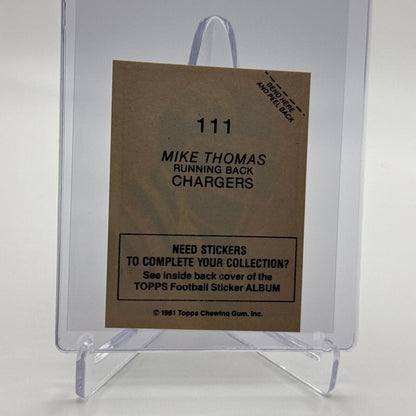 BEND HERE
AND PEEL BACK
111
MIKE THOMAS
RUNNING BACK
CHARGERS
NEED STICKERS
TO COMPLETE YOUR COLLECTION?
See inside back cover of the
TOPPS Football Sticker ALBUM
© 1981 Topps Chewing Gum, Inc.